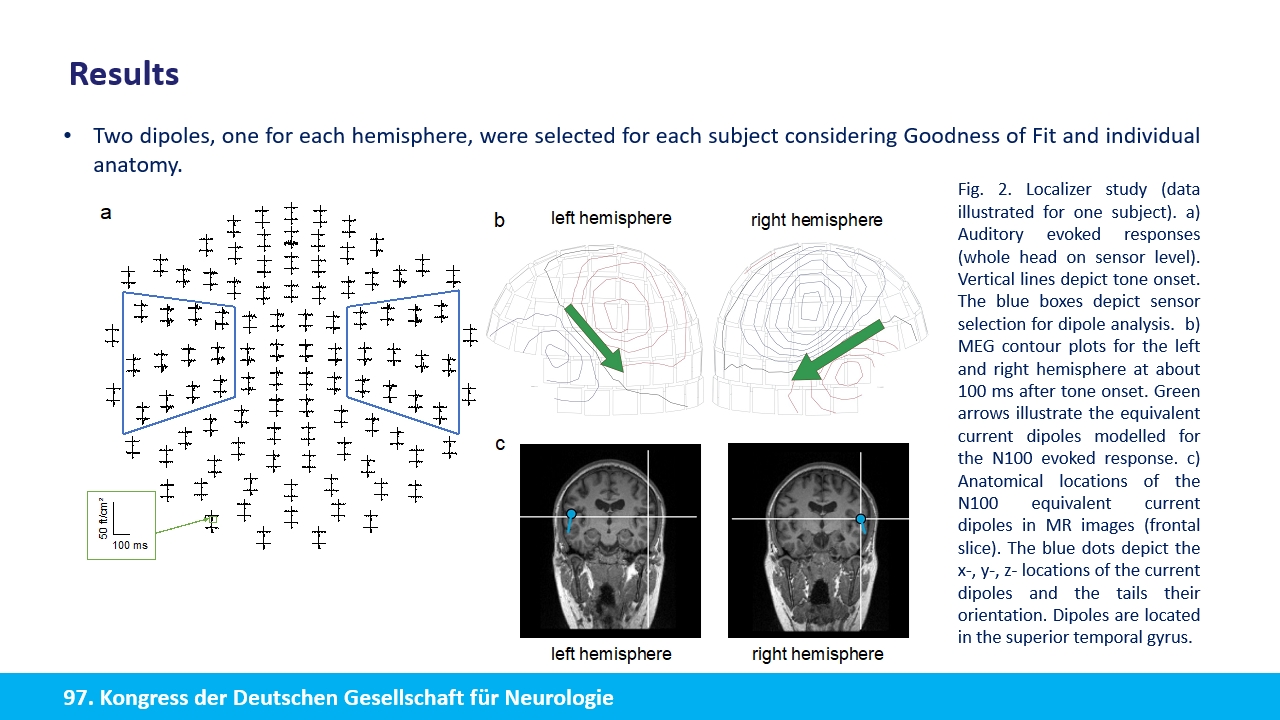 Results
• Two dipoles, one for each hemisphere, were selected for each subject considering Goodness of Fit and individual
anatomy.
a
50 ft/cm²
100 ms
b
left hemisphere
right hemisphere
c
left hemisphere
right hemisphere
Fig. 2. Localizer study (data
illustrated for one subject). a)
Auditory evoked responses
(whole head on sensor level).
Vertical lines depict tone onset.
The blue boxes depict sensor
selection for dipole analysis. b)
MEG contour plots for the left
and right hemisphere at about
100 ms after tone onset. Green
arrows illustrate the equivalent
current dipoles modelled for
the N100 evoked response. c)
Anatomical locations of the
N100 equivalent current
dipoles in MR images (frontal
slice). The blue dots depict the
x-, y-, z- locations of the current
dipoles and the tails their
orientation. Dipoles are located
in the superior temporal gyrus.
97. Kongress der Deutschen Gesellschaft für Neurologie